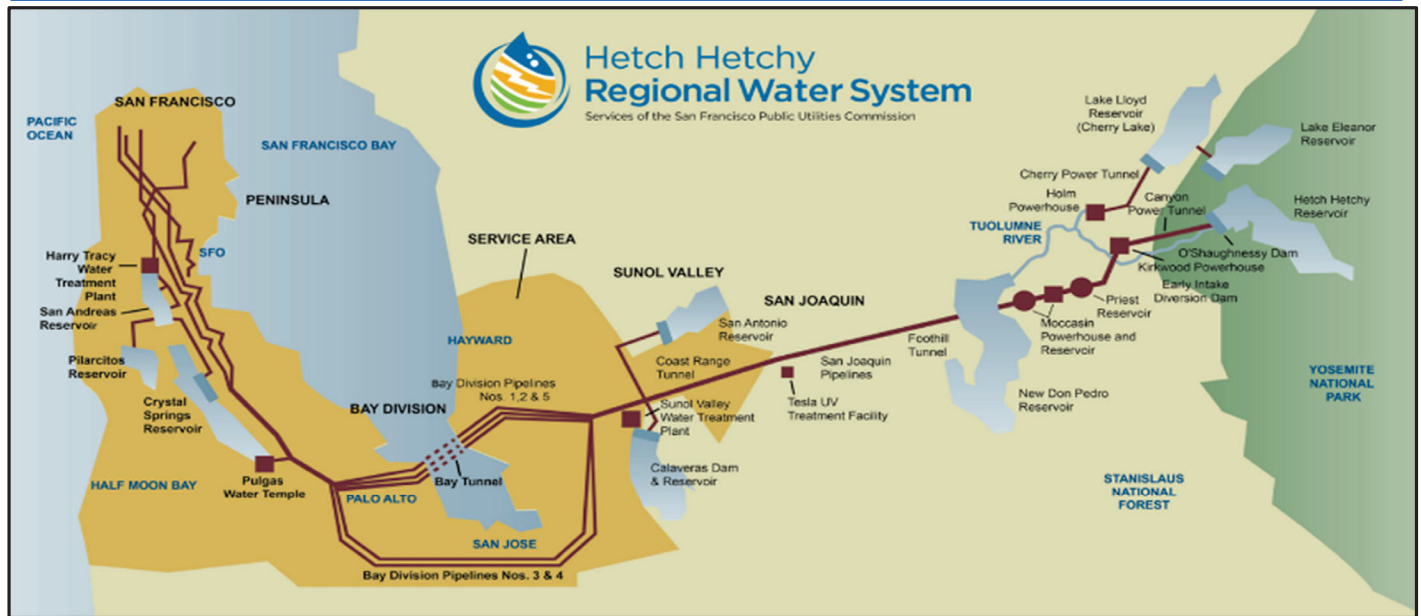 Hetch Hetchy
Regional Water System
Services of the San Francisco Public Utilities Commission
SAN FRANCISCO
PACIFIC
OCEAN
SAN FRANCISCO BAY
PENINSULA
SFO
Harry Tracy
Water
Treatment
Plant
San Andreas
Reservoir
Pilarcitos
Reservoir
Crystal
Springs
Reservoir
HALF MOON BAY
Pulgas
Water Temple
PALO ALTO
BAY DIVISION
Bay Division Pipelines
Nos. 1,2 & 5
Bay Tunnel
SAN JOSE
Bay Division Pipelines Nos. 3 & 4
HAYWARD
SERVICE AREA
SUNOL VALLEY
San Antonio
Reservoir
Coast Range
Tunnel
Sunol Valley
Water Treatment
Plant
Calaveras Dam
& Reservoir
SAN JOAQUIN
San Joaquin
Pipelines
Tesla UV
Treatment Facility
Foothill
Tunnel
New Don Pedro
Reservoir
Moccasin
Powerhouse and
Reservoir
Priest
Reservoir
Early Intake
Diversion Dam
Kirkwood Powerhouse
O'Shaughnessy Dam
TUOLUMNE
RIVER
Holm
Powerhouse
Cherry Power Tunnel
Canyon
Power Tunnel
Lake Lloyd
Reservoir
(Cherry Lake)
Lake Eleanor
Reservoir
Hetch Hetchy
Reservoir
YOSEMITE
NATIONAL
PARK
STANISLAUS
NATIONAL
FOREST